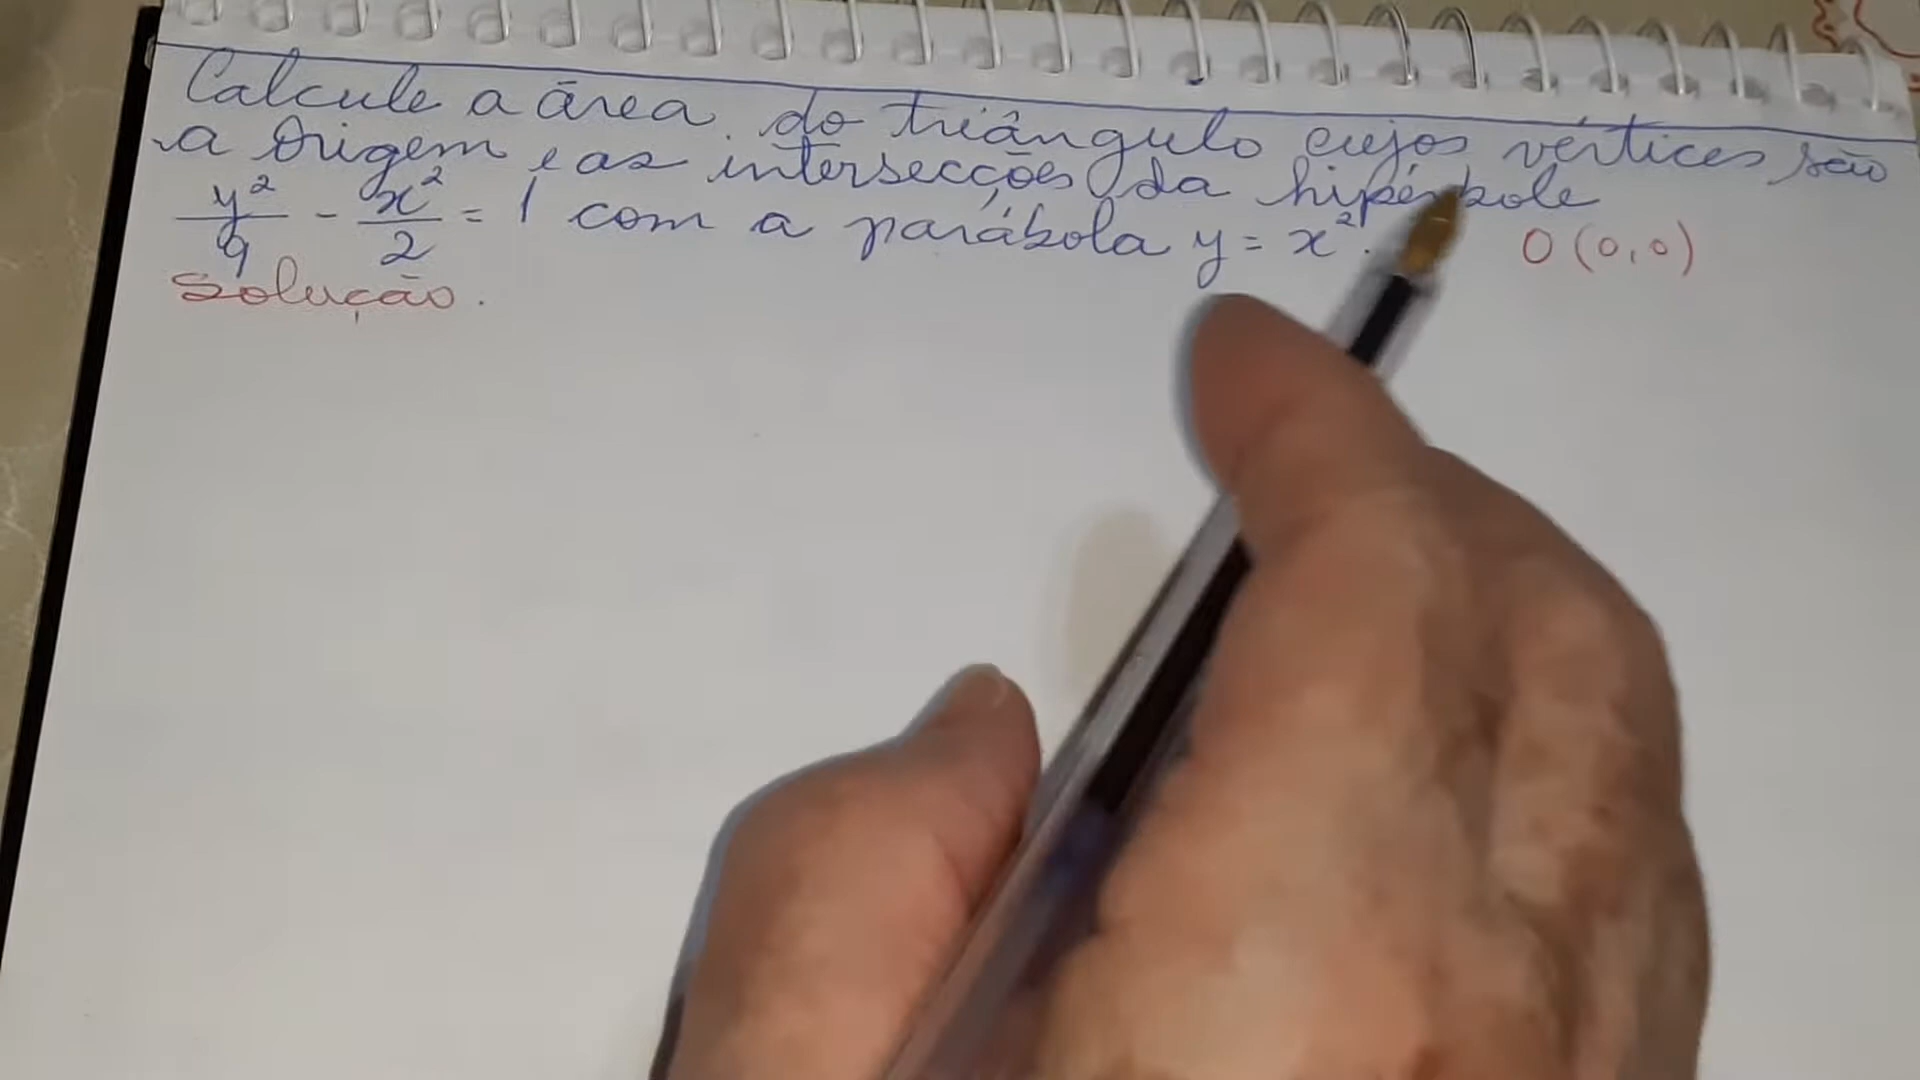 Calcule a área do triângulo cujos vértices são
a origem e as intersecções da hipérbole
y²/9 - x²/2 = 1 com a parábola y = x². O (0,0)
Solução.